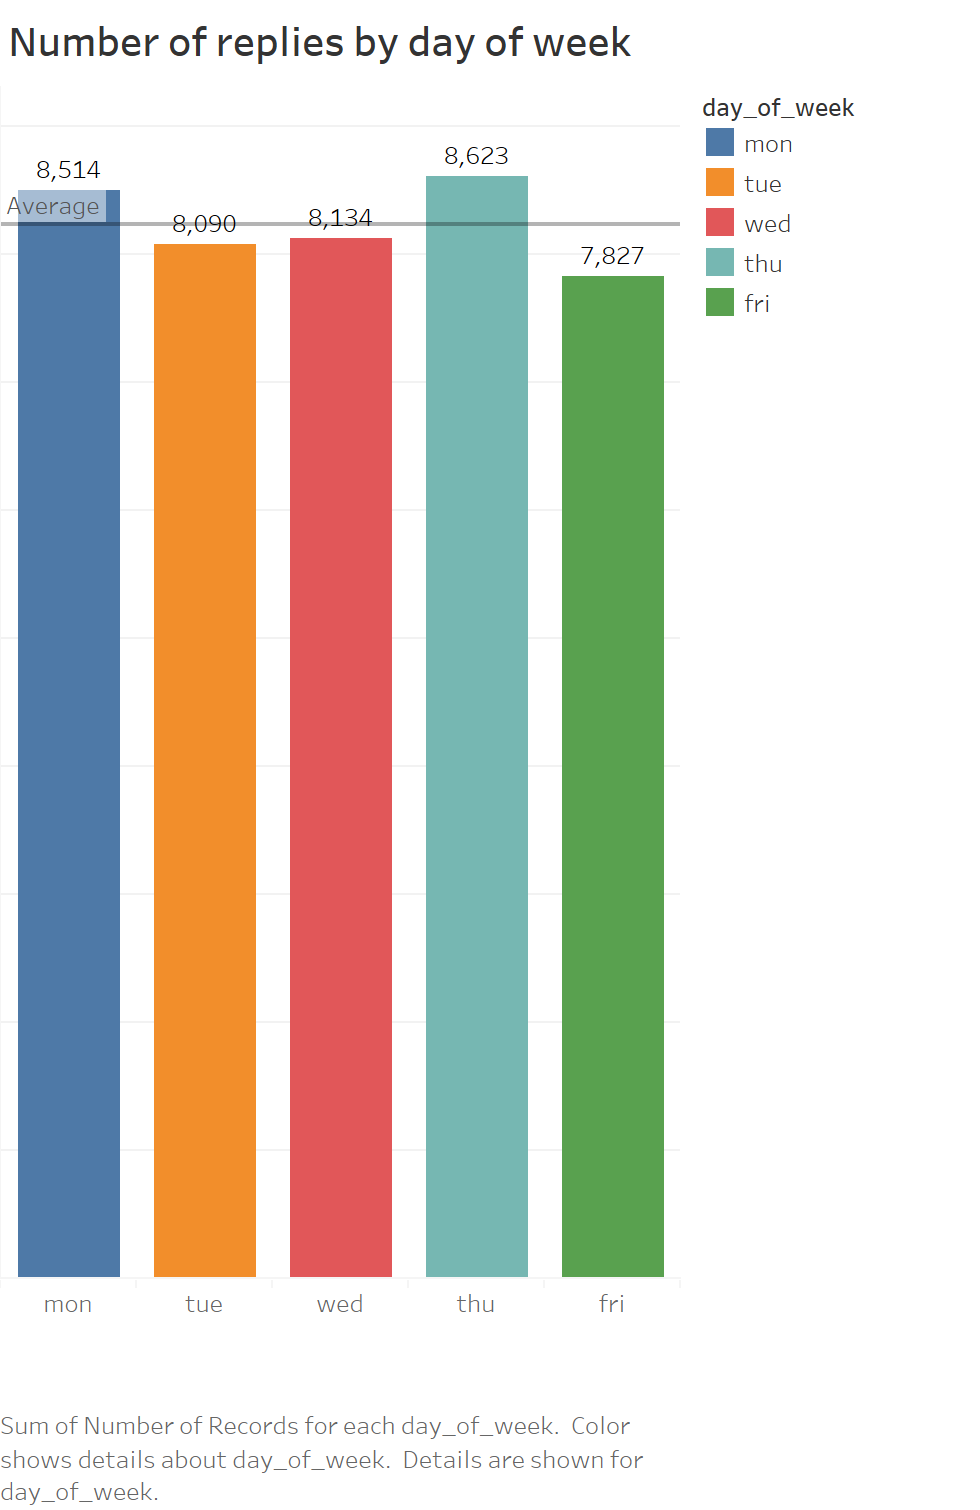 Number of replies by day of week
day_of_week
mon
tue
wed
thu
fri
8,514
8,090
8,134
8,623
7,827
Average
mon tue wed thu fri
Sum of Number of Records for each day_of_week. Color
shows details about day_of_week. Details are shown for
day_of_week.